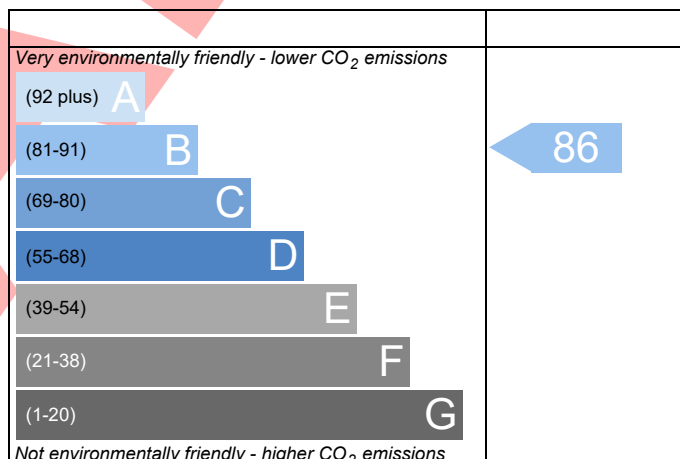 Very environmentally friendly - lower CO₂ emissions
(92 plus) A
(81-91) B
86
(69-80) C
(55-68) D
(39-54) E
(21-38) F
(1-20) G
Not environmentally friendly - higher CO₂ emissions